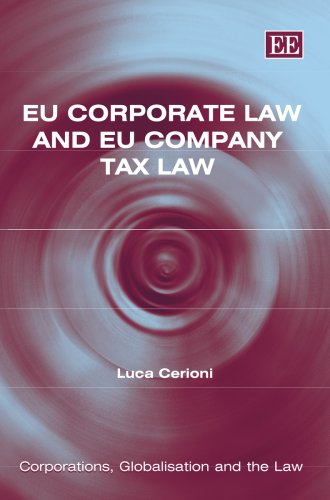 EE
EU CORPORATE LAW
AND EU COMPANY
TAX LAW
Luca Cerioni
Corporations, Globalisation and the Law